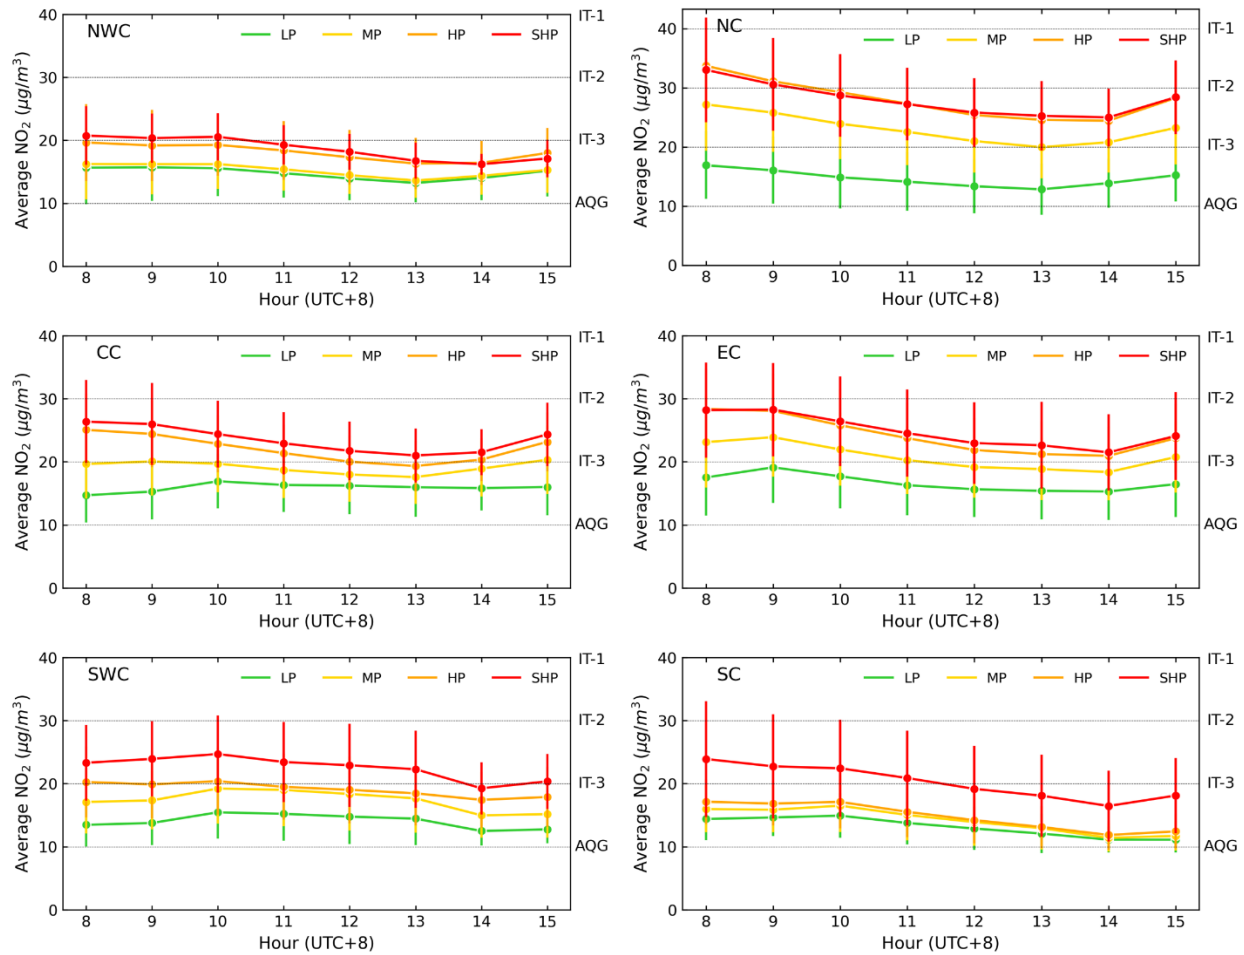 NWC
LP MP HP SHP
Average NO2 (μg/m3)
40
30
20
10
0
IT-1
IT-2
IT-3
AQG
8 9 10 11 12 13 14 15
Hour (UTC+8)
NC
LP MP HP SHP
Average NO2 (μg/m3)
40
30
20
10
0
IT-1
IT-2
IT-3
AQG
8 9 10 11 12 13 14 15
Hour (UTC+8)
CC
LP MP HP SHP
Average NO2 (μg/m3)
40
30
20
10
0
IT-1
IT-2
IT-3
AQG
8 9 10 11 12 13 14 15
Hour (UTC+8)
EC
LP MP HP SHP
Average NO2 (μg/m3)
40
30
20
10
0
IT-1
IT-2
IT-3
AQG
8 9 10 11 12 13 14 15
Hour (UTC+8)
SWC
LP MP HP SHP
Average NO2 (μg/m3)
40
30
20
10
0
IT-1
IT-2
IT-3
AQG
8 9 10 11 12 13 14 15
Hour (UTC+8)
SC
LP MP HP SHP
Average NO2 (μg/m3)
40
30
20
10
0
IT-1
IT-2
IT-3
AQG
8 9 10 11 12 13 14 15
Hour (UTC+8)